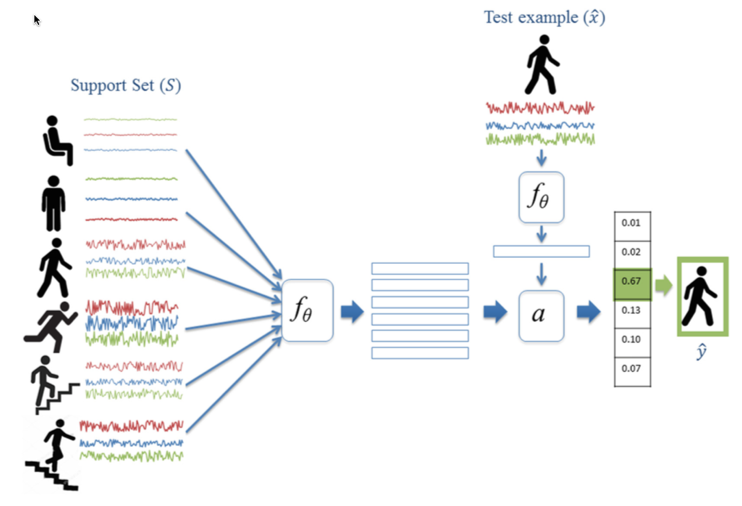 Test example (x̂)
Support Set (S)
fθ
fθ
a
0.01
0.02
0.67
0.13
0.10
0.07
ŷ